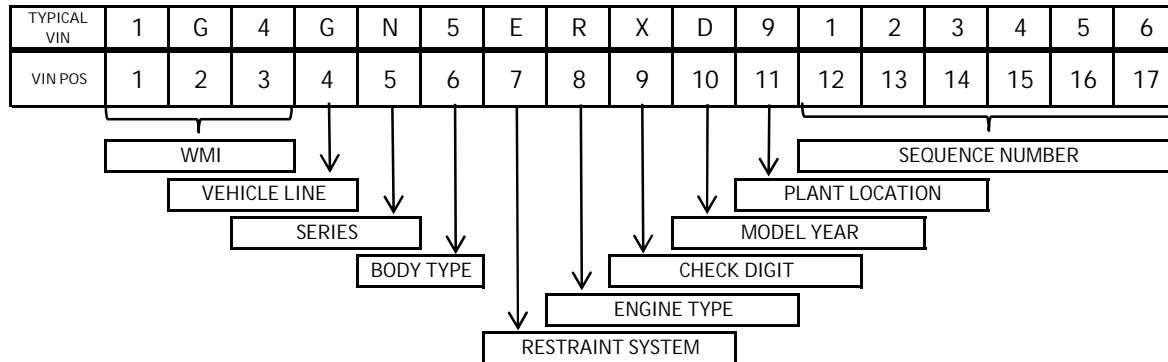 TYPICAL VIN 1 G 4 G N 5 E R X D 9 1 2 3 4 5 6
VIN POS 1 2 3 4 5 6 7 8 9 10 11 12 13 14 15 16 17
WMI SEQUENCE NUMBER
VEHICLE LINE PLANT LOCATION
SERIES MODEL YEAR
BODY TYPE CHECK DIGIT
ENGINE TYPE
RESTRAINT SYSTEM